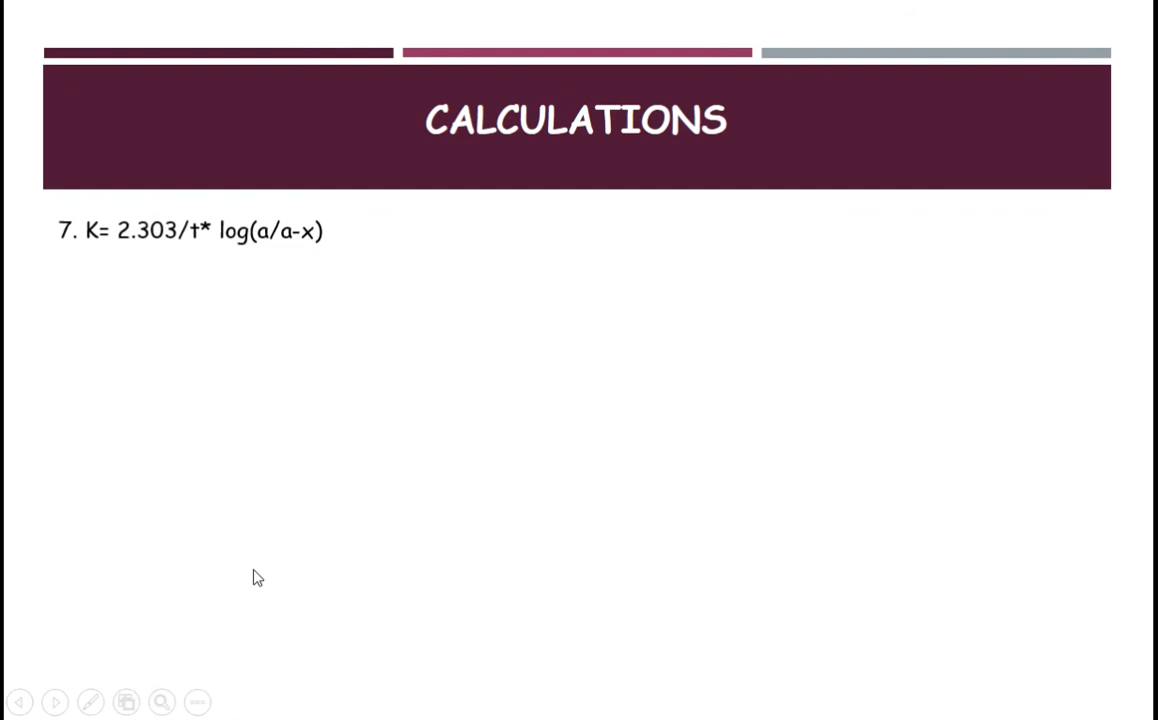 CALCULATIONS
7. K= 2.303/t* log(a/a-x)